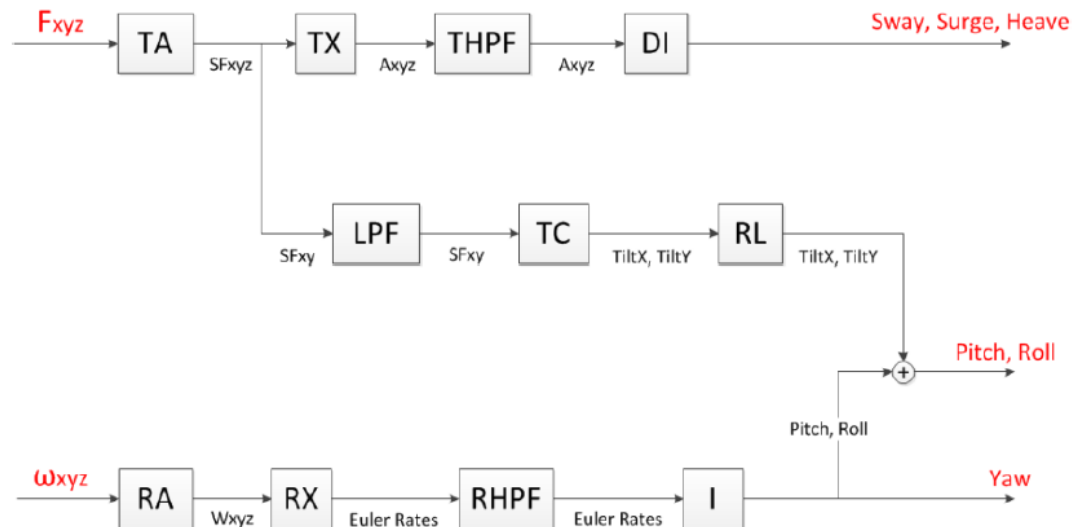 Fxyz
TA
SFxyz
TX
Axyz
THPF
Axyz
DI
Sway, Surge, Heave
SFxy
LPF
SFxy
TC
TiltX, TiltY
RL
TiltX, TiltY
+
Pitch, Roll
Pitch, Roll
ωxyz
RA
Wxyz
RX
Euler Rates
RHPF
Euler Rates
I
Yaw